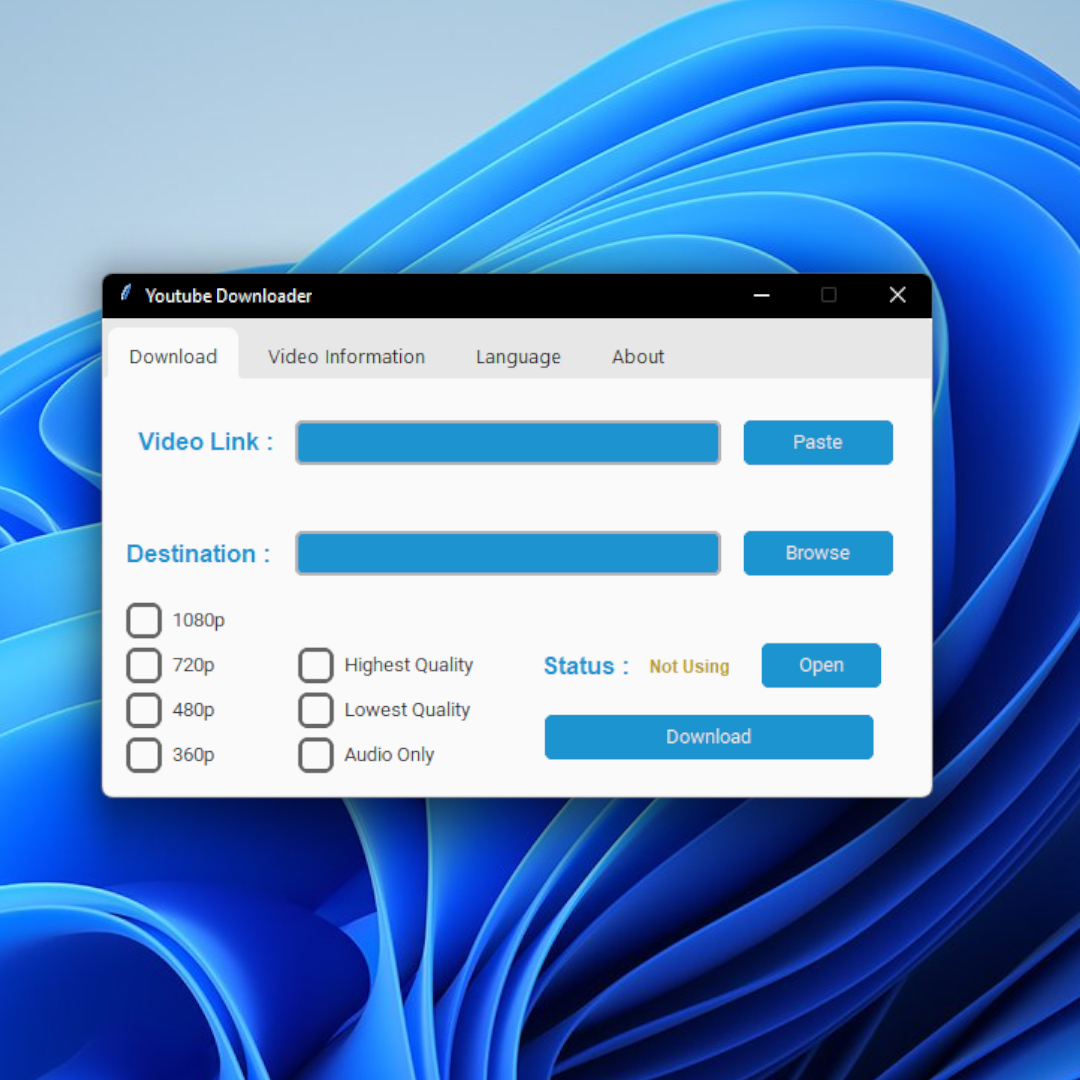 Youtube Downloader
Download Video Information Language About
Video Link : Paste
Destination : Browse
1080p
720p Highest Quality Status : Not Using Open
480p Lowest Quality
Download
360p Audio Only